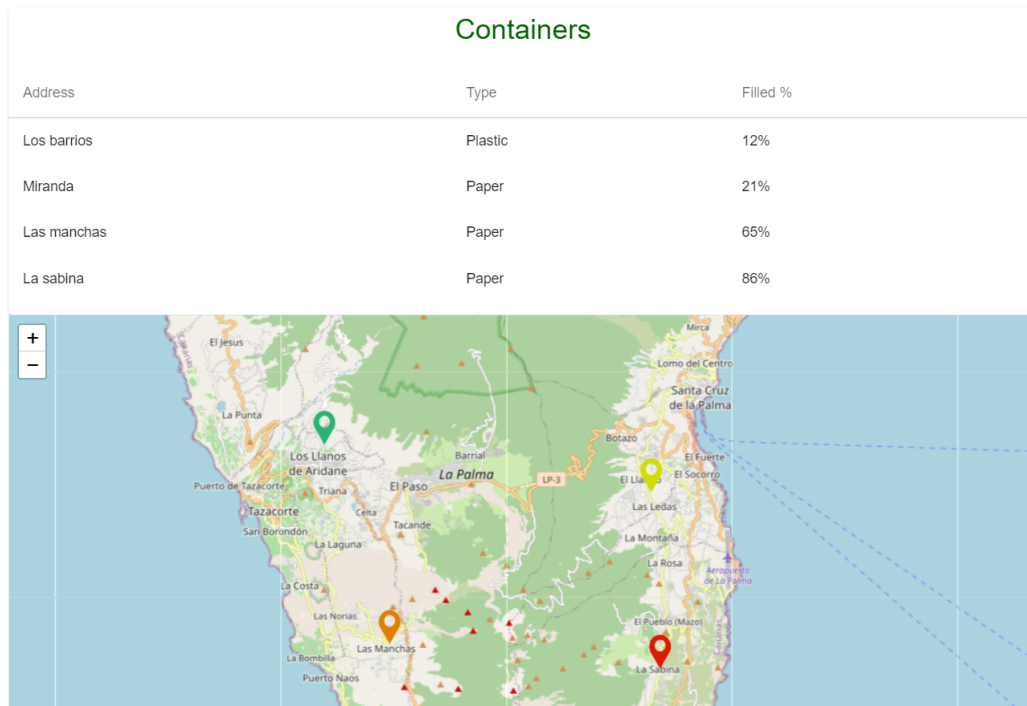 Containers
Address Type Filled %
Los barrios Plastic 12%
Miranda Paper 21%
Las manchas Paper 65%
La sabina Paper 86%
+
−
Mirca
El Jesus
Lomo del Centro
Santa Cruz
de la Palma
La Punta
Botazo
Los Llanos
de Aridane
Barrial
El Fuerte
La Palma
LP-3
El Socorro
Puerto de Tazacorte
Triana
El Paso
Las Ledas
Tazacorte
Celta
Tacande
San Borondón
La Laguna
La Montaña
La Rosa
Aeropuerto
de La Palma
La Costa
Las Norias
El Pueblo (Mazo)
Las Manchas
La Bombilla
La Sabina
Puerto Naos